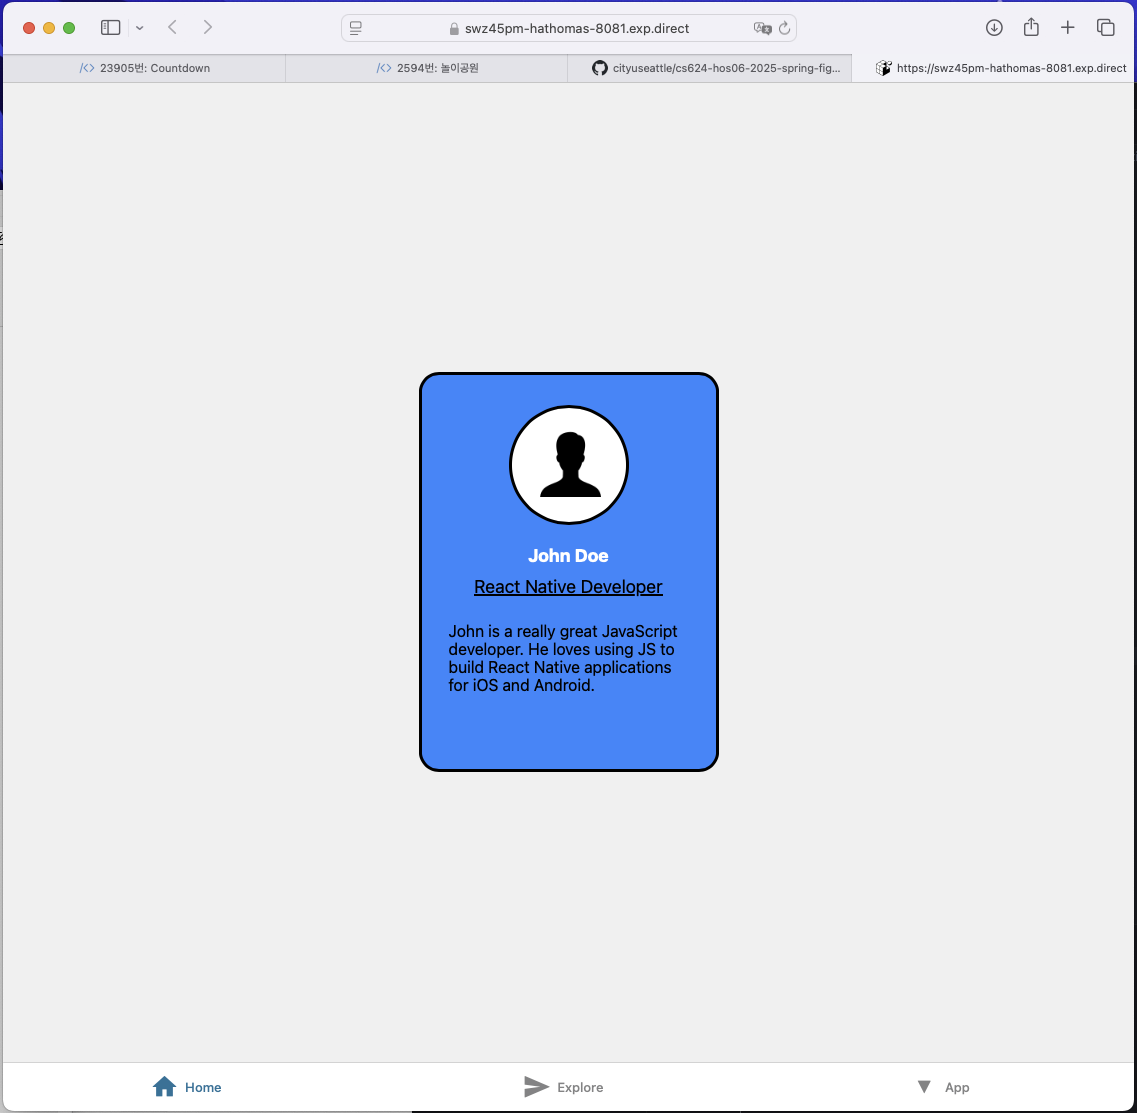 swz45pm-hathomas-8081.exp.direct
23905번: Countdown
2594번: 놀이공원
cityuseattle/cs624-hos06-2025-spring-fig...
https://swz45pm-hathomas-8081.exp.direct
John Doe
React Native Developer
John is a really great JavaScript
developer. He loves using JS to
build React Native applications
for iOS and Android.
Home
Explore
App